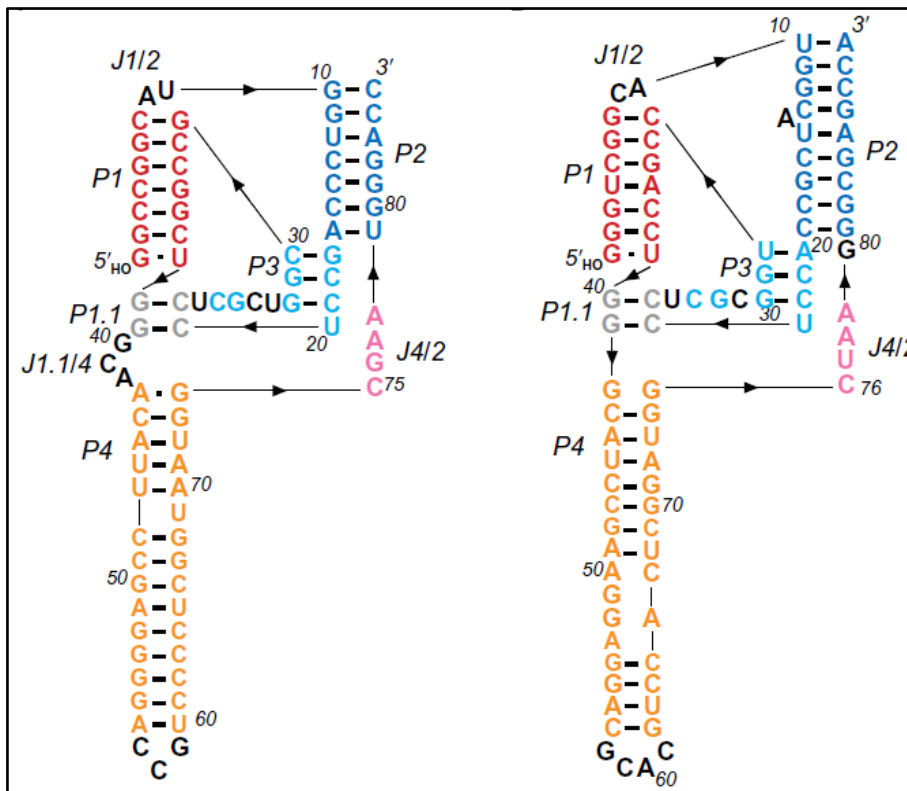 J1/2
A U
10
3'
P1
C G G C C G G
G C C G G C U
5'HO
G G U C C C A
C C A G G G U
P2
80
30
P3
C G G
G C C U
20
P1.1
G G
C C
U C G C U G
40
J1.1/4
G C A
A A G C
J4/2
75
P4
A C A U U C C G A G G G G A
G G U A A U G G C U C C C C U
50
70
60
C C G
J1/2
C A
10
3'
P1
G G C U G G G
C C G A C C U
5'HO
U G G C A U C G C C
A C C G A G C G G G
P2
80
P3
U G G
A C C U
20
30
40
P1.1
G G
C C
U C G C G
A A U C
J4/2
76
P4
G C A U C C G A A G G A G G A C
G G U A G G C U C A C C U G
50
70
G C A C
60